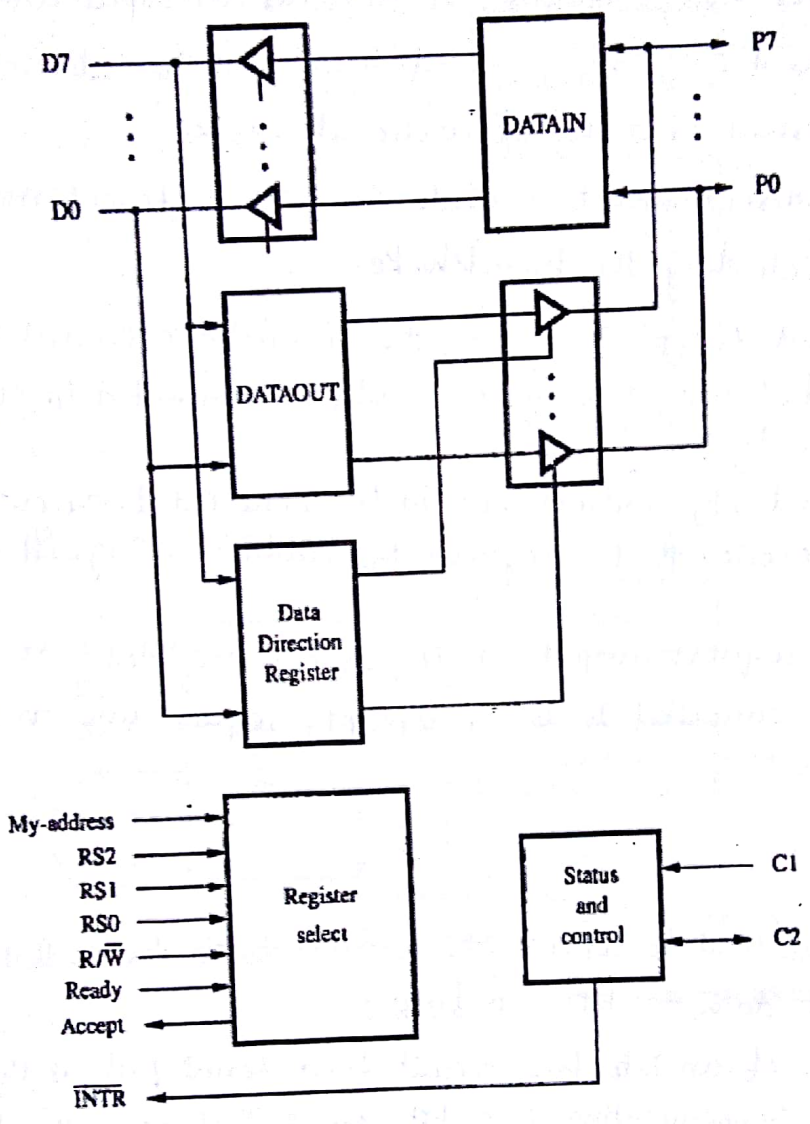 D7
P7
DATAIN
D0
P0
DATAOUT
Data
Direction
Register
My-address
RS2
RS1
RS0
R/W̅
Ready
Accept
Register
select
Status
and
control
C1
C2
I̅N̅T̅R̅